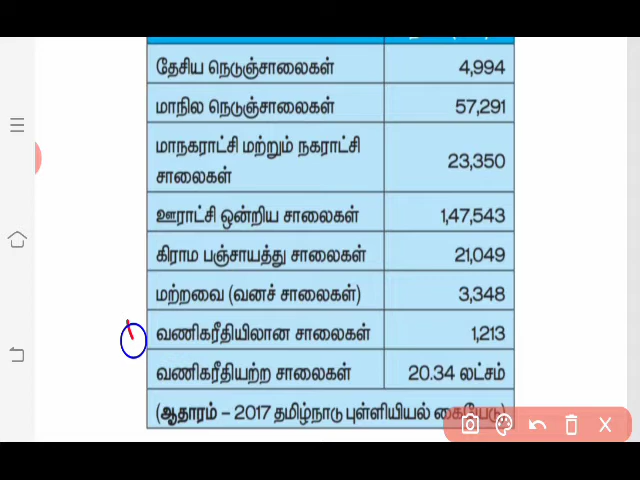 தேசிய நெடுஞ்சாலைகள் 4,994
மாநில நெடுஞ்சாலைகள் 57,291
மாநகராட்சி மற்றும் நகராட்சி
சாலைகள் 23,350
ஊராட்சி ஒன்றிய சாலைகள் 1,47,543
கிராம பஞ்சாயத்து சாலைகள் 21,049
மற்றவை (வனச் சாலைகள்) 3,348
வணிகரீதியிலான சாலைகள் 1,213
வணிகரீதியற்ற சாலைகள் 20.34 லட்சம்
(ஆதாரம் – 2017 தமிழ்நாடு புள்ளியியல் கையேடு)